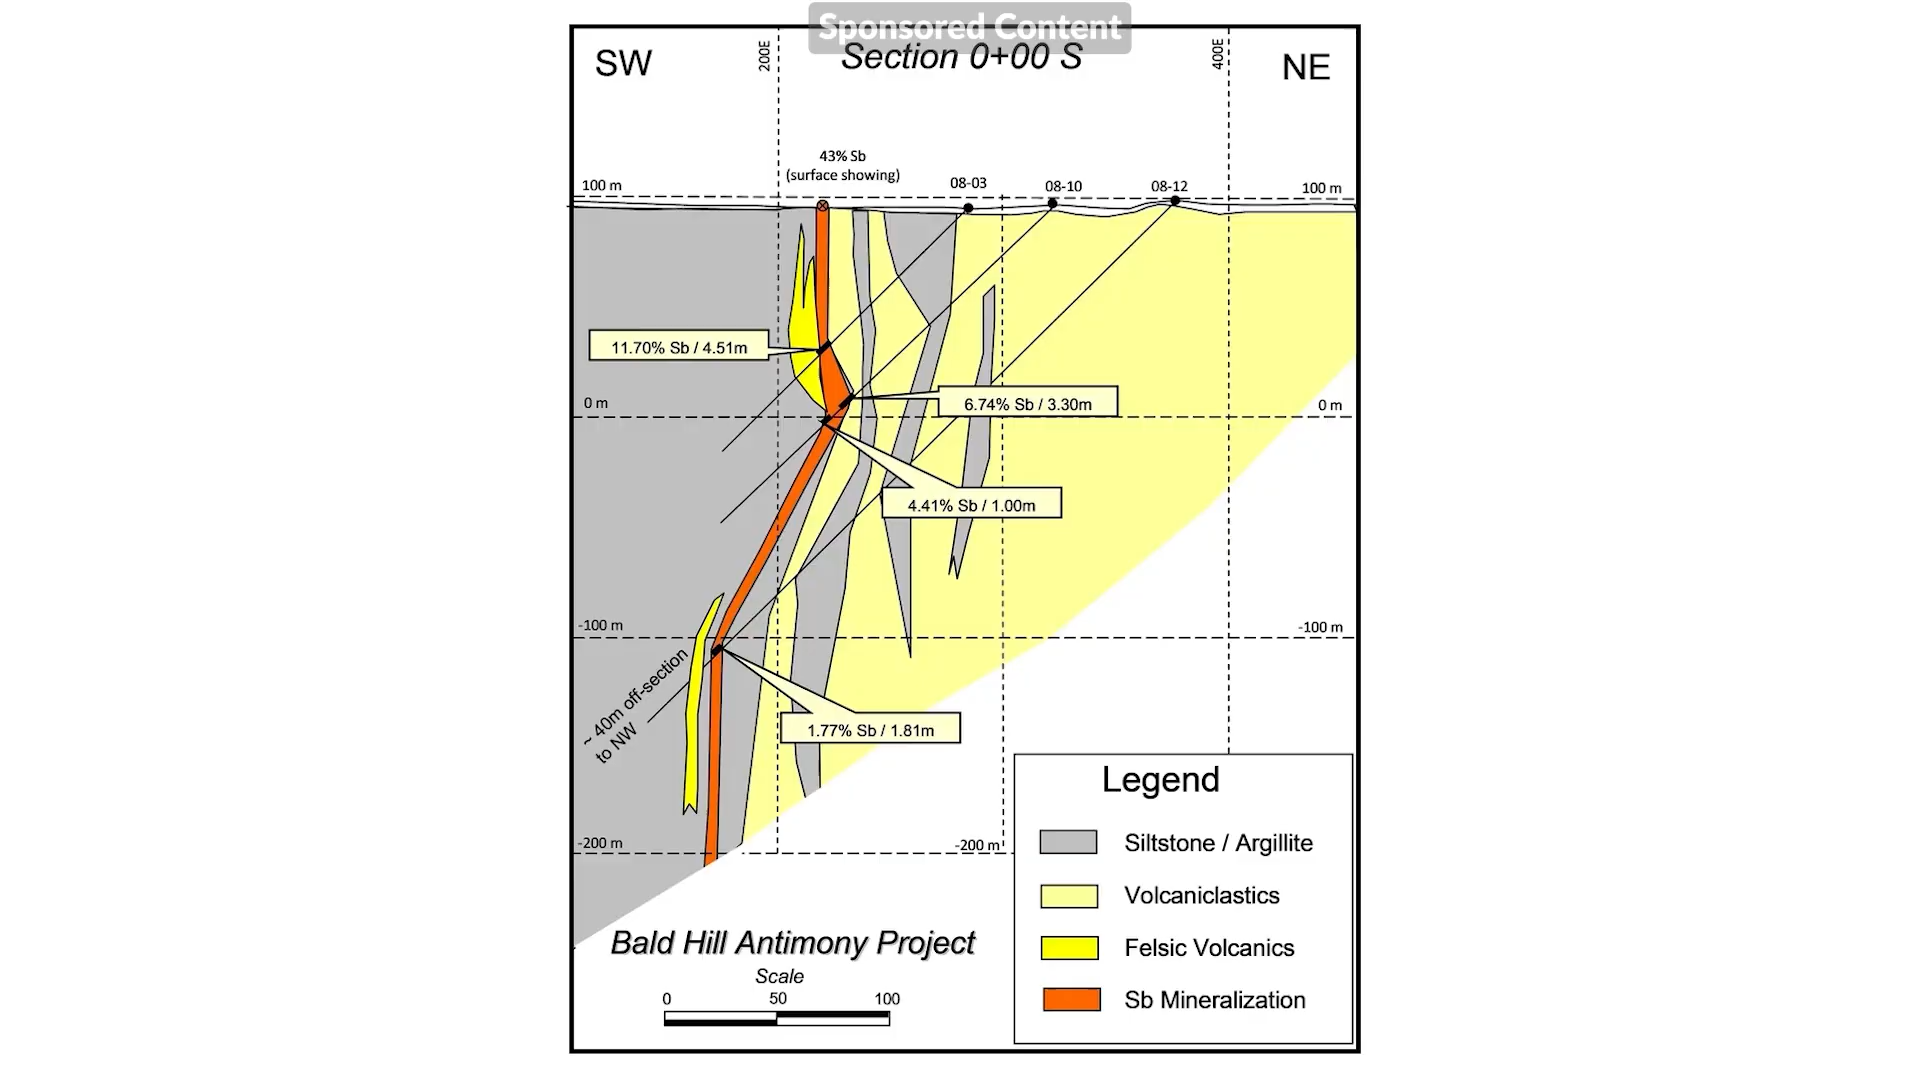 Sponsored Content
SW
200E
Section 0+00 S
400E
NE
43% Sb
(surface showing)
08-03
08-10
08-12
100 m
100 m
11.70% Sb / 4.51m
0 m
6.74% Sb / 3.30m
0 m
4.41% Sb / 1.00m
-100 m
-100 m
~ 40m off-section
to NW
1.77% Sb / 1.81m
-200 m
-200 m
Legend
Siltstone / Argillite
Volcaniclastics
Felsic Volcanics
Sb Mineralization
Bald Hill Antimony Project
Scale
0 50 100